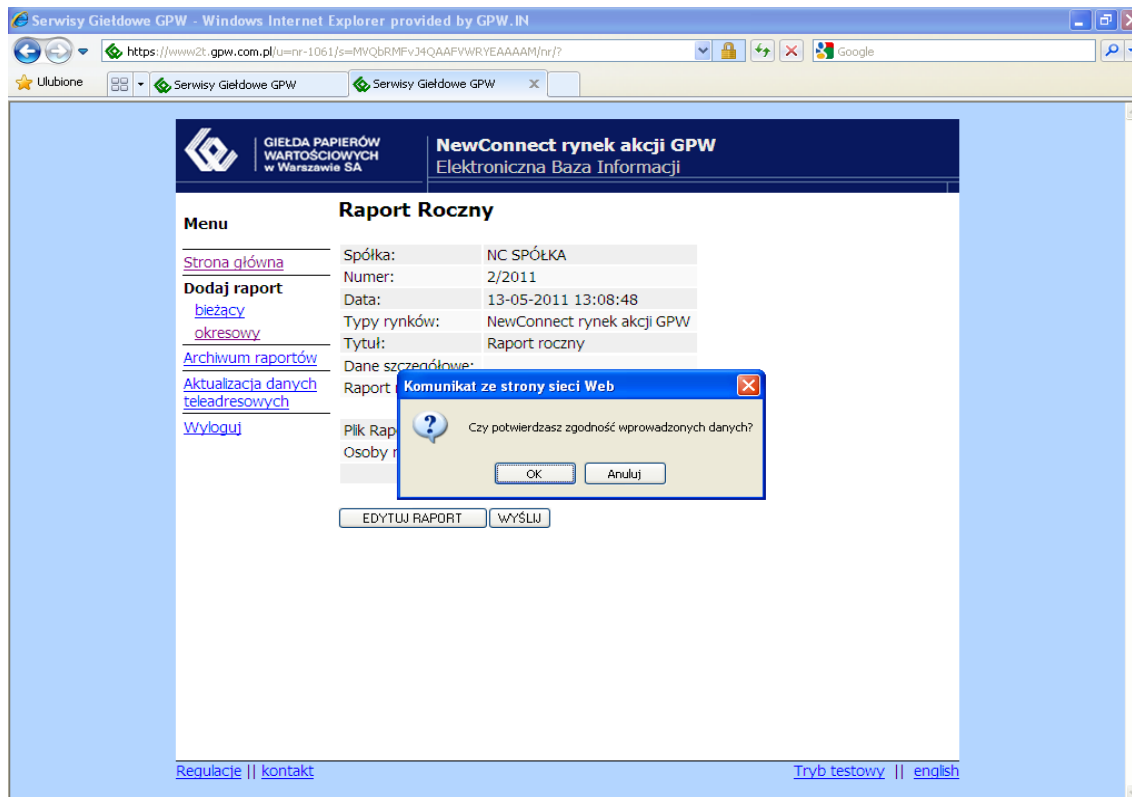 Serwisy Giełdowe GPW - Windows Internet Explorer provided by GPW.IN
https://www2t.gpw.com.pl/u=nr-1061/s=MVQbRMFvJ4QAAFVWRYEAAAAM/nr/?
Google
Ulubione
Serwisy Giełdowe GPW
Serwisy Giełdowe GPW
GIEŁDA PAPIERÓW
WARTOŚCIOWYCH
w Warszawie SA
NewConnect rynek akcji GPW
Elektroniczna Baza Informacji
Menu
Strona główna
Dodaj raport
bieżący
okresowy
Archiwum raportów
Aktualizacja danych
teleadresowych
Wyloguj
Raport Roczny
Spółka: NC SPÓŁKA
Numer: 2/2011
Data: 13-05-2011 13:08:48
Typy rynków: NewConnect rynek akcji GPW
Tytuł: Raport roczny
Dane szczegółowe:
Raport
Plik
Osoby
Komunikat ze strony sieci Web
Czy potwierdzasz zgodność wprowadzonych danych?
OK Anuluj
EDYTUJ RAPORT WYŚLIJ
Regulacje || kontakt
Tryb testowy || english